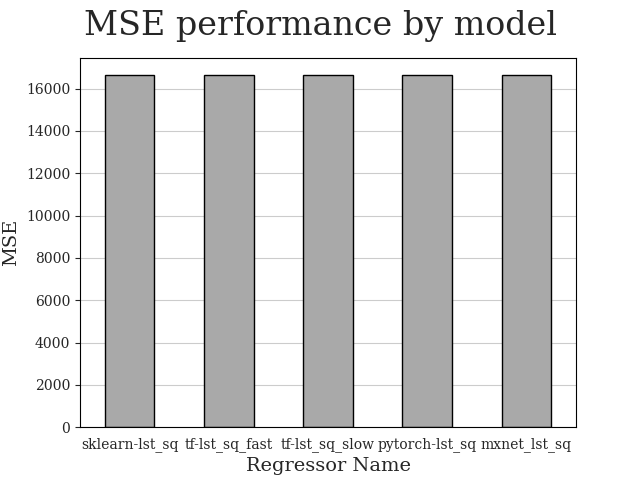 MSE performance by model
MSE
16000
14000
12000
10000
8000
6000
4000
2000
0
sklearn-lst_sq tf-lst_sq_fast tf-lst_sq_slow pytorch-lst_sq mxnet_lst_sq
Regressor Name